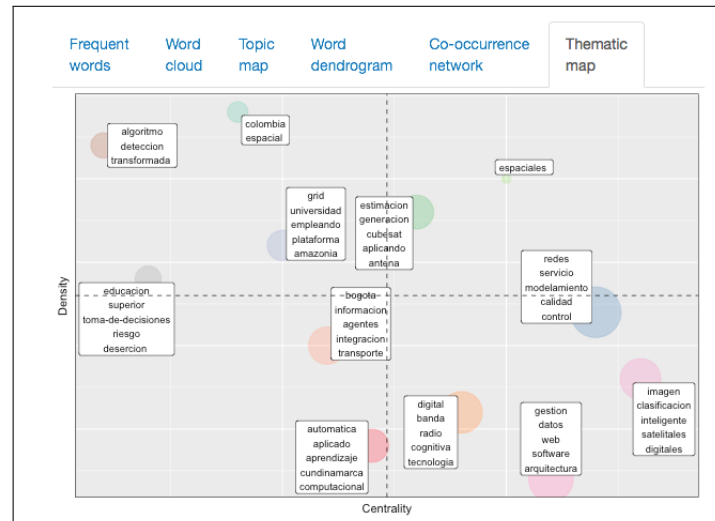 Frequent words
Word cloud
Topic map
Word dendrogram
Co-occurrence network
Thematic map
algoritmo
deteccion
transformada
colombia
espacial
espaciales
grid
universidad
empleando
plataforma
amazonia
estimacion
generacion
cubesat
aplicando
antena
redes
servicio
modelamiento
calidad
control
educacion
superior
toma-de-decisiones
riesgo
desercion
bogota
informacion
agentes
integracion
transporte
imagen
clasificacion
inteligente
satelitales
digitales
digital
banda
radio
cognitiva
tecnologia
gestion
datos
web
software
arquitectura
automatica
aplicado
aprendizaje
cundinamarca
computacional
Density
Centrality